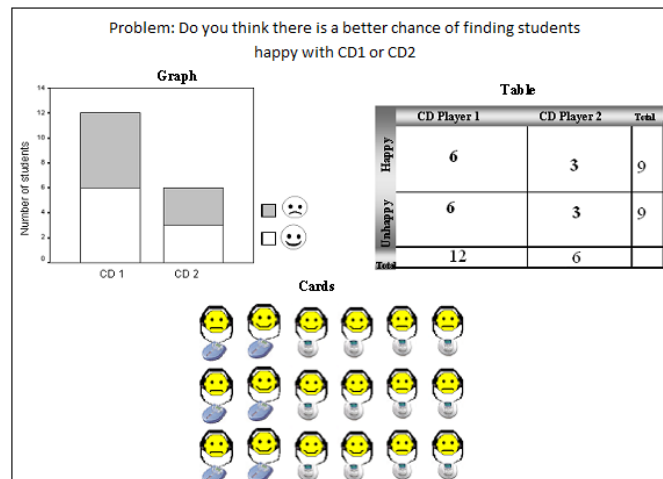 Problem: Do you think there is a better chance of finding students
happy with CD1 or CD2
Graph
14
12
10
8
6
4
2
0
Number of students
CD 1
CD 2
Table
CD Player 1
CD Player 2
Total
Happy
6
3
9
Unhappy
6
3
9
Total
12
6
Cards